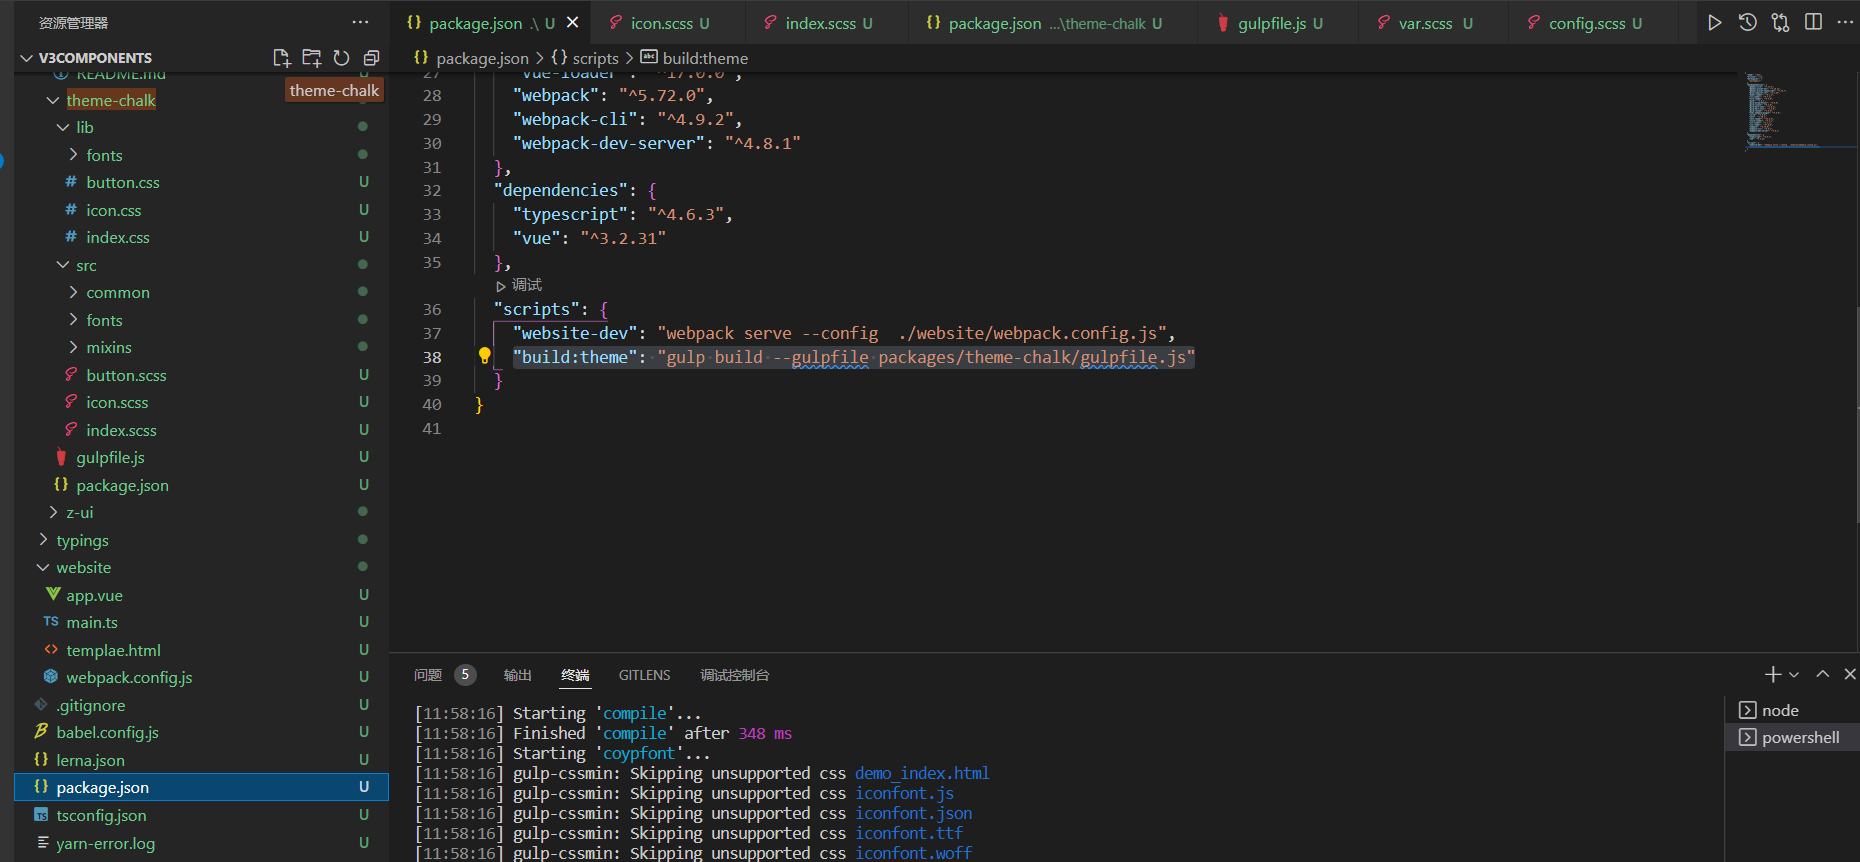 资源管理器 ···
V3COMPONENTS
README.md U
theme-chalk
theme-chalk
lib
fonts
button.css U
icon.css U
index.css U
src
common
fonts
mixins
button.scss U
icon.scss U
index.scss U
gulpfile.js U
package.json U
z-ui
typings
website
app.vue U
TS main.ts U
templae.html U
webpack.config.js U
.gitignore U
babel.config.js U
lerna.json U
package.json U
tsconfig.json U
yarn-error.log U
package.json .\ U
icon.scss U
index.scss U
package.json ...\theme-chalk U
gulpfile.js U
var.scss U
config.scss U
package.json > {} scripts > abc build:theme
27 "vue-loader": "^17.0.0",
28 "webpack": "^5.72.0",
29 "webpack-cli": "^4.9.2",
30 "webpack-dev-server": "^4.8.1"
31 },
32 "dependencies": {
33 "typescript": "^4.6.3",
34 "vue": "^3.2.31"
35 },
调试
36 "scripts": {
37 "website-dev": "webpack serve --config  ./website/webpack.config.js",
38 "build:theme": "gulp build --gulpfile packages/theme-chalk/gulpfile.js"
39 }
40 }
41
问题 5 输出 终端 GITLENS 调试控制台
[11:58:16] Starting 'compile'...
[11:58:16] Finished 'compile' after 348 ms
[11:58:16] Starting 'coypfont'...
[11:58:16] gulp-cssmin: Skipping unsupported css demo_index.html
[11:58:16] gulp-cssmin: Skipping unsupported css iconfont.js
[11:58:16] gulp-cssmin: Skipping unsupported css iconfont.json
[11:58:16] gulp-cssmin: Skipping unsupported css iconfont.ttf
[11:58:16] gulp-cssmin: Skipping unsupported css iconfont.woff
node
powershell